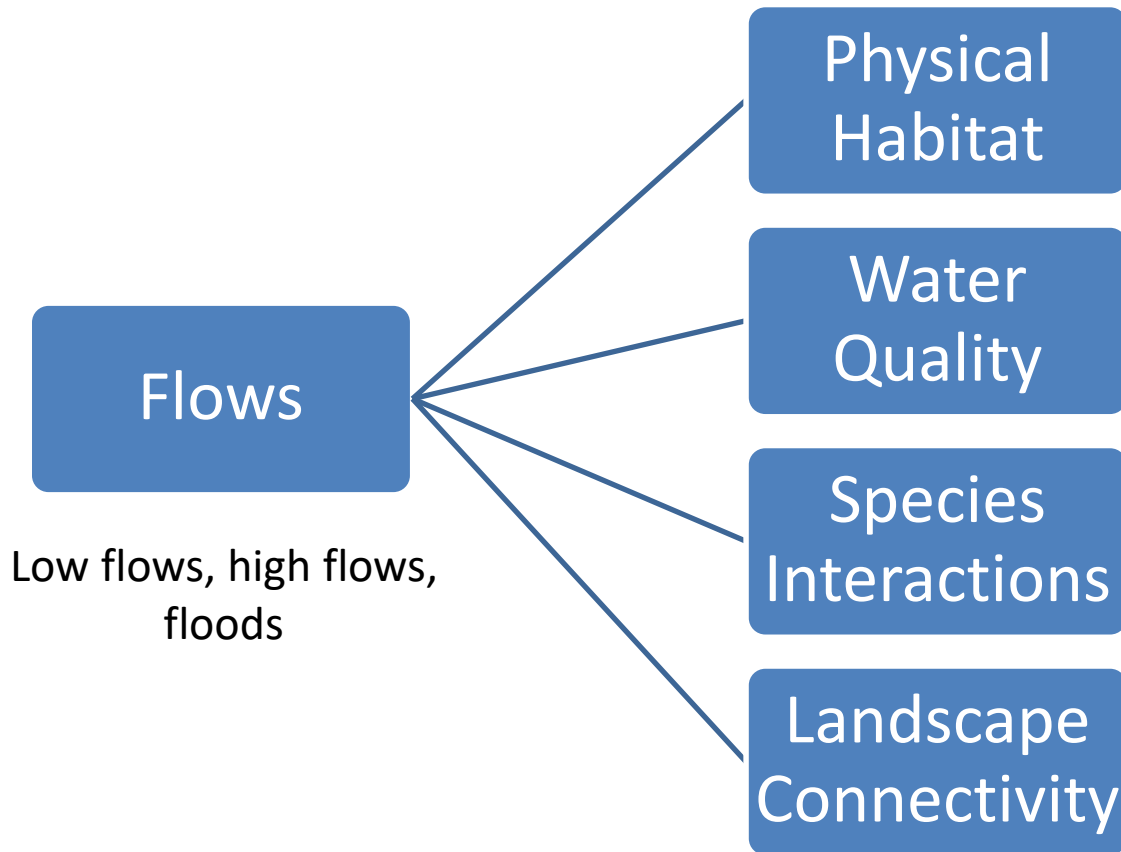 Flows
Low flows, high flows,
floods
Physical
Habitat
Water
Quality
Species
Interactions
Landscape
Connectivity